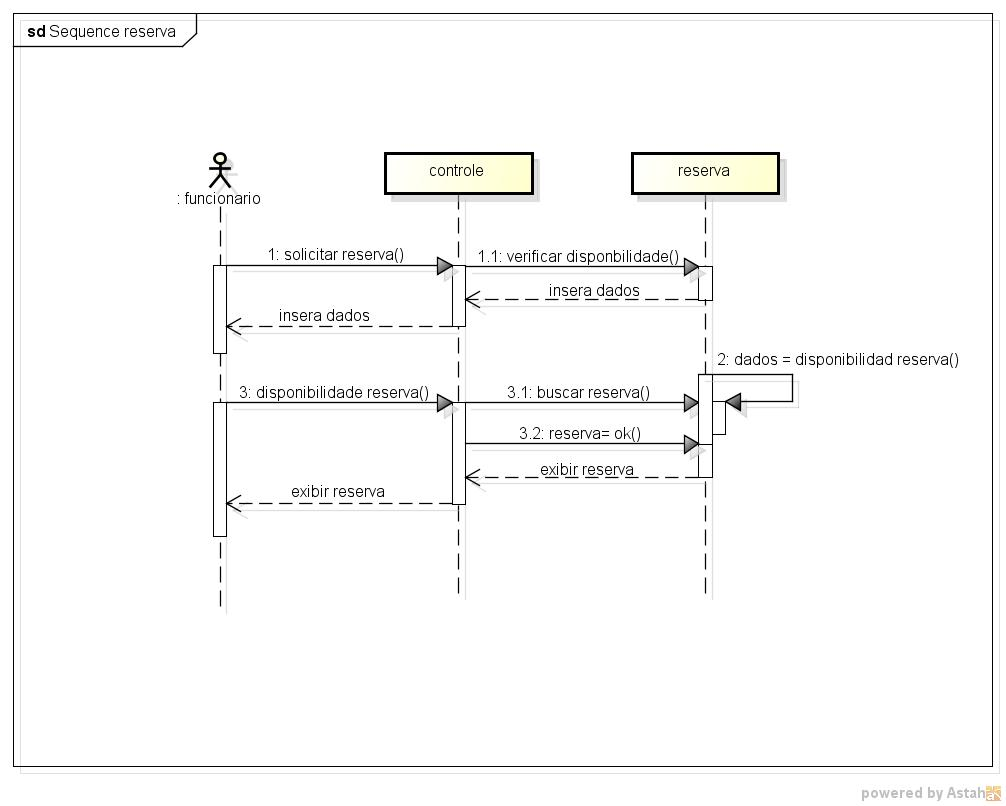 sd Sequence reserva
: funcionario
controle
reserva
1: solicitar reserva()
1.1: verificar disponbilidade()
insera dados
insera dados
2: dados = disponibilidad reserva()
3: disponibilidade reserva()
3.1: buscar reserva()
3.2: reserva= ok()
exibir reserva
exibir reserva
powered by Astah